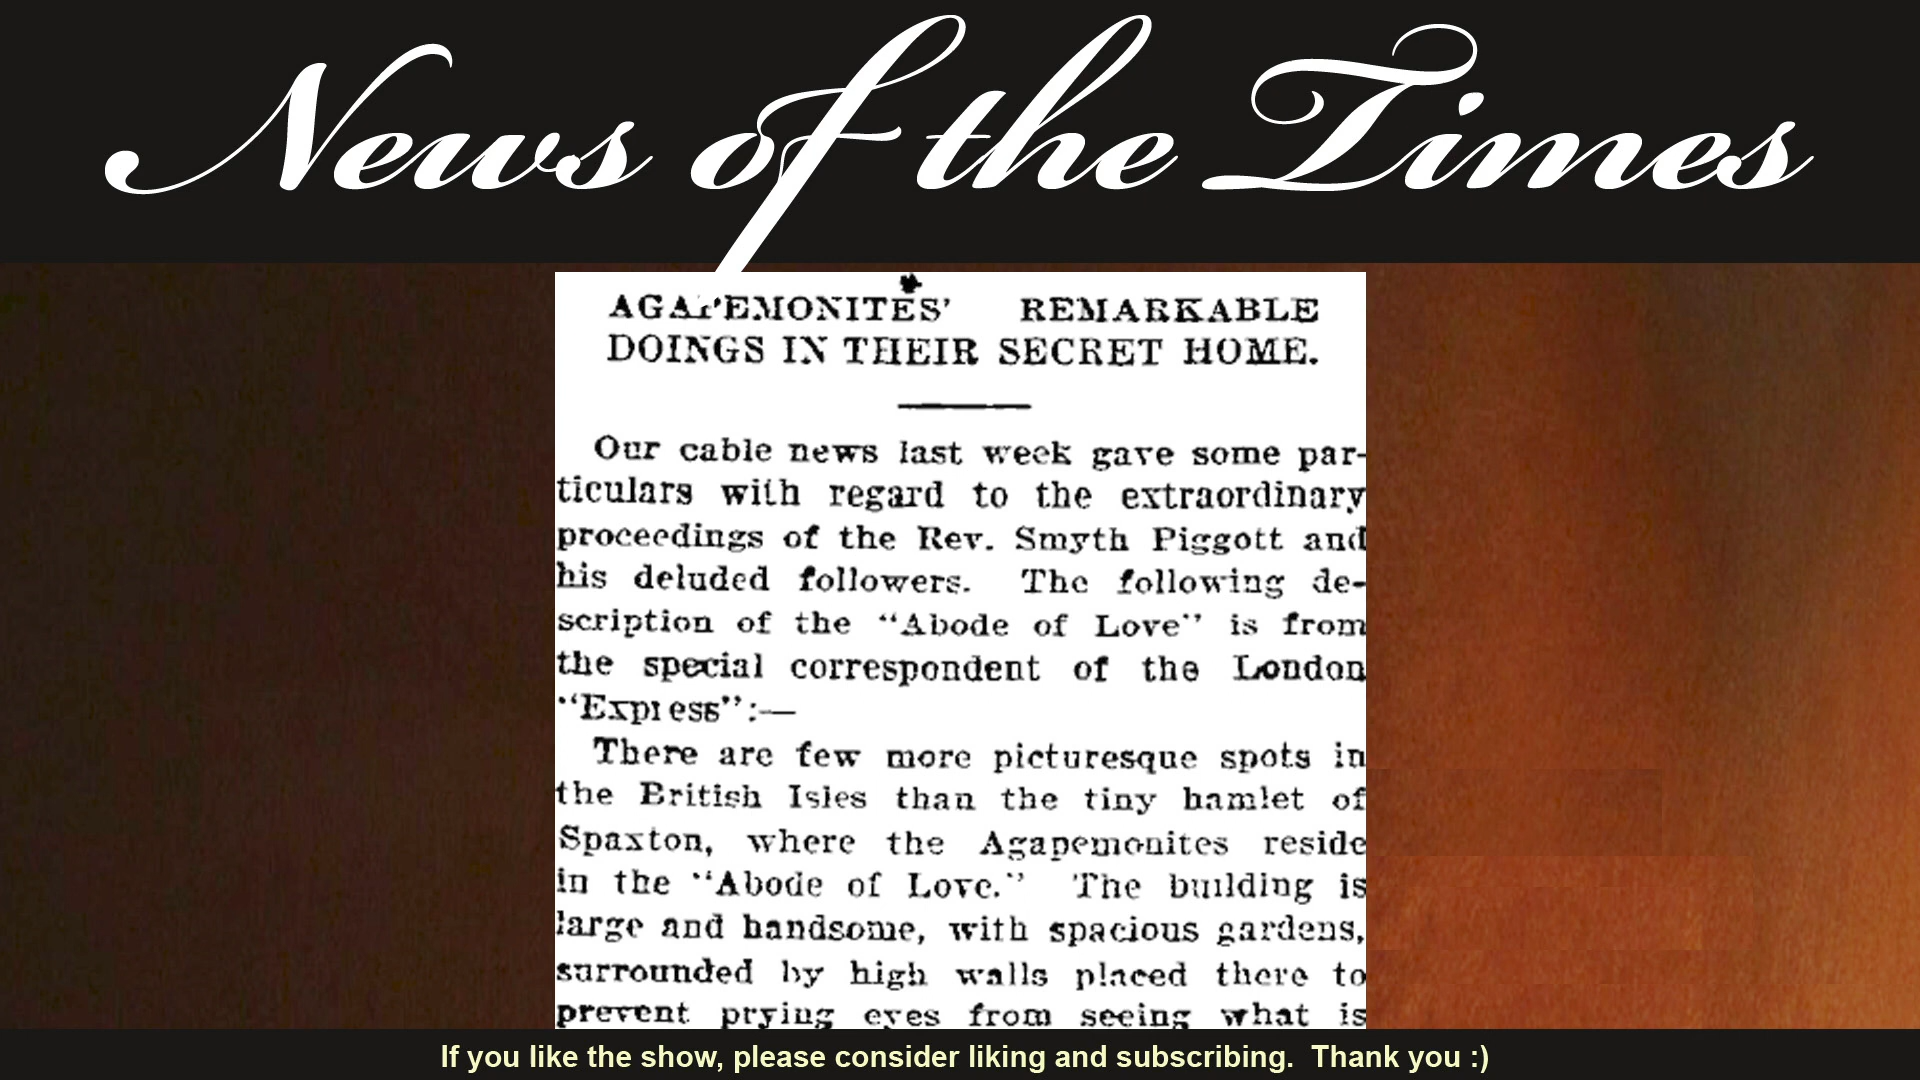 News of the Times
AGAPEMONITES' REMARKABLE
DOINGS IN THEIR SECRET HOME.
Our cable news last week gave some par-
ticulars with regard to the extraordinary
proceedings of the Rev. Smyth Piggott and
his deluded followers. The following de-
scription of the "Abode of Love" is from
the special correspondent of the London
"Express":—
There are few more picturesque spots in
the British Isles than the tiny hamlet of
Spaxton, where the Agapemonites reside
in the "Abode of Love." The building is
large and handsome, with spacious gardens,
surrounded by high walls placed there to
prevent prying eyes from seeing what is
If you like the show, please consider liking and subscribing. Thank you :)